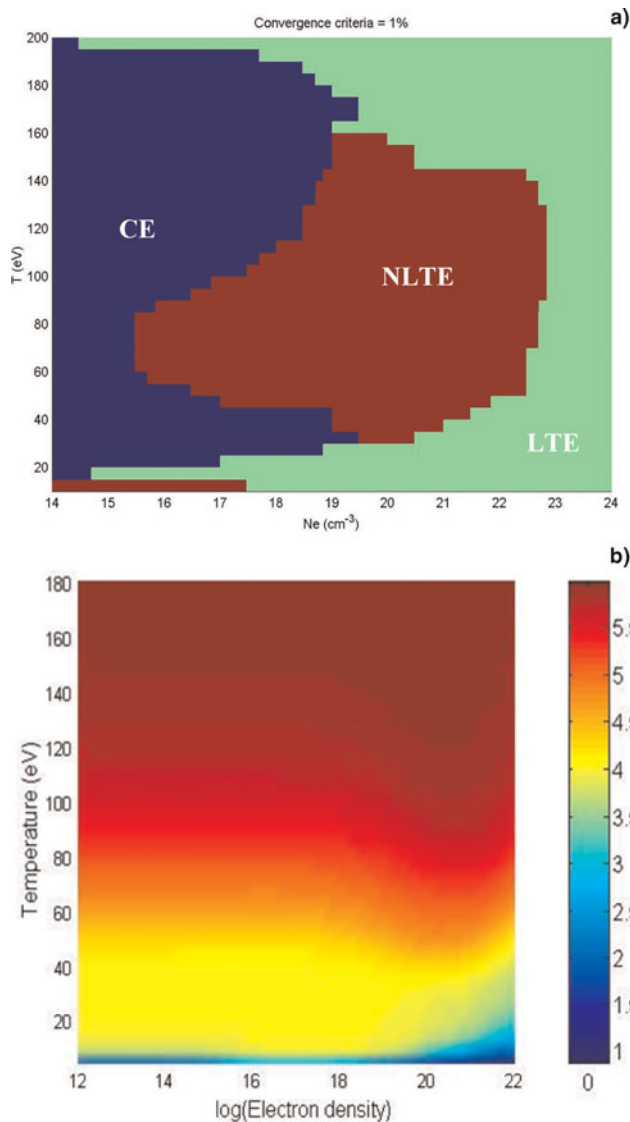 Convergence criteria = 1%
a)
200
180
160
140
120
100
80
60
40
20
T (eV)
CE
NLTE
LTE
14 15 16 17 18 19 20 21 22 23 24
Ne (cm⁻³)
b)
180
160
140
120
100
80
60
40
20
Temperature (eV)
12 14 16 18 20 22
log(Electron density)
4
3
2
1
0